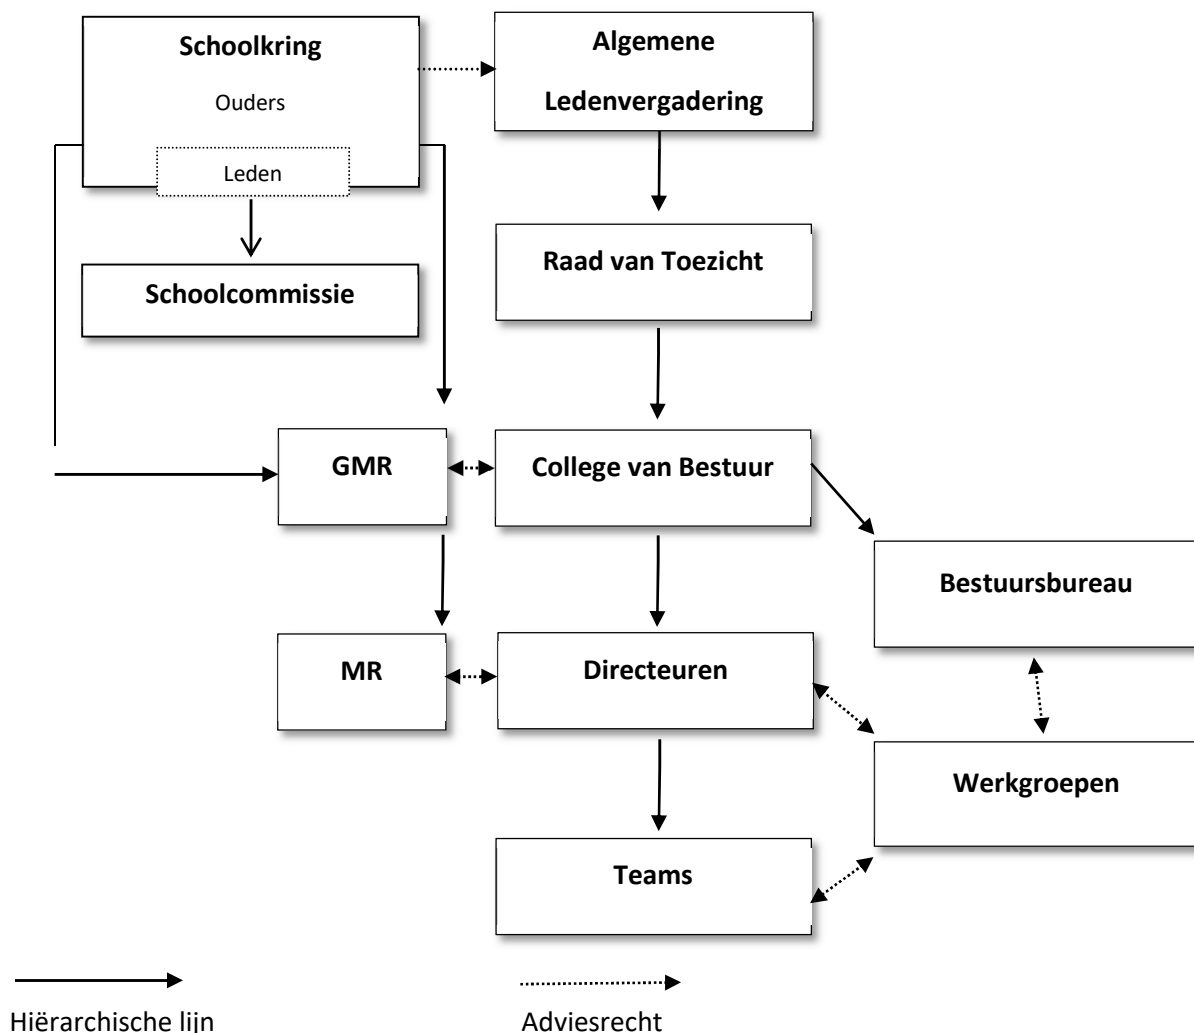 Schoolkring
Ouders
Leden
Schoolcommissie
Algemene
Ledenvergadering
Raad van Toezicht
GMR
College van Bestuur
Bestuursbureau
MR
Directeuren
Werkgroepen
Teams
Hiërarchische lijn
Adviesrecht